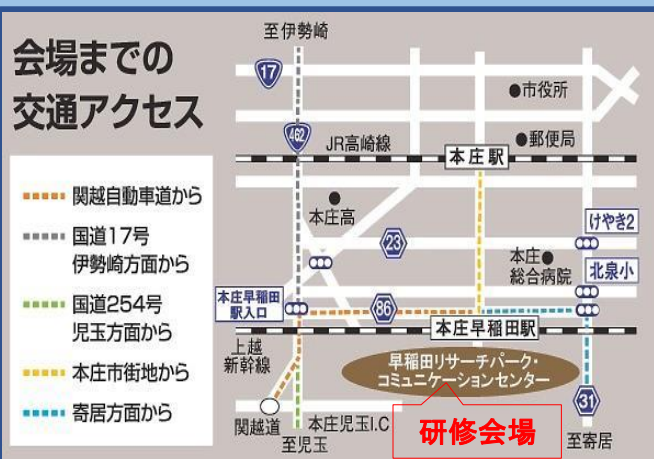 会場までの
交通アクセス
関越自動車道から
国道17号
伊勢崎方面から
国道254号
児玉方面から
本庄市街地から
寄居方面から
至伊勢崎
17
市役所
462
JR高崎線
郵便局
本庄駅
本庄高
23
けやき2
本庄
総合病院
北泉小
本庄早稲田
駅入口
86
本庄早稲田駅
上越
新幹線
早稲田リサーチパーク・
コミュニケーションセンター
31
関越道
本庄児玉I.C
研修会場
至児玉
至寄居